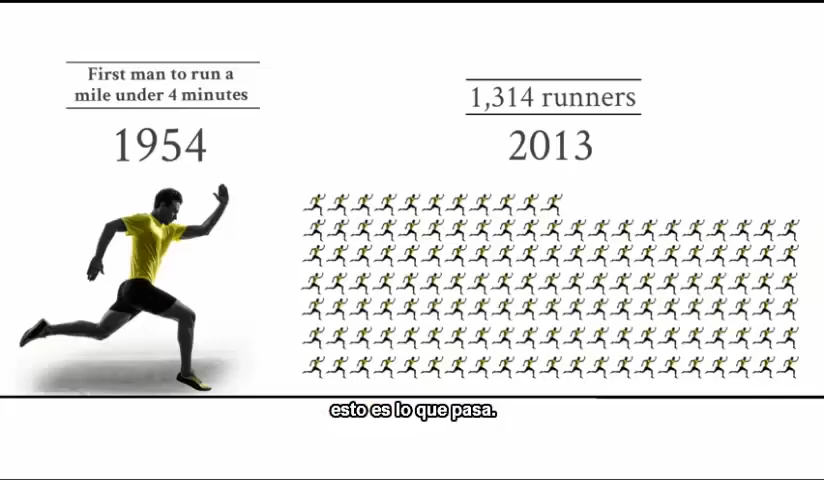 First man to run a
mile under 4 minutes
1954
1,314 runners
2013
esto es lo que pasa.